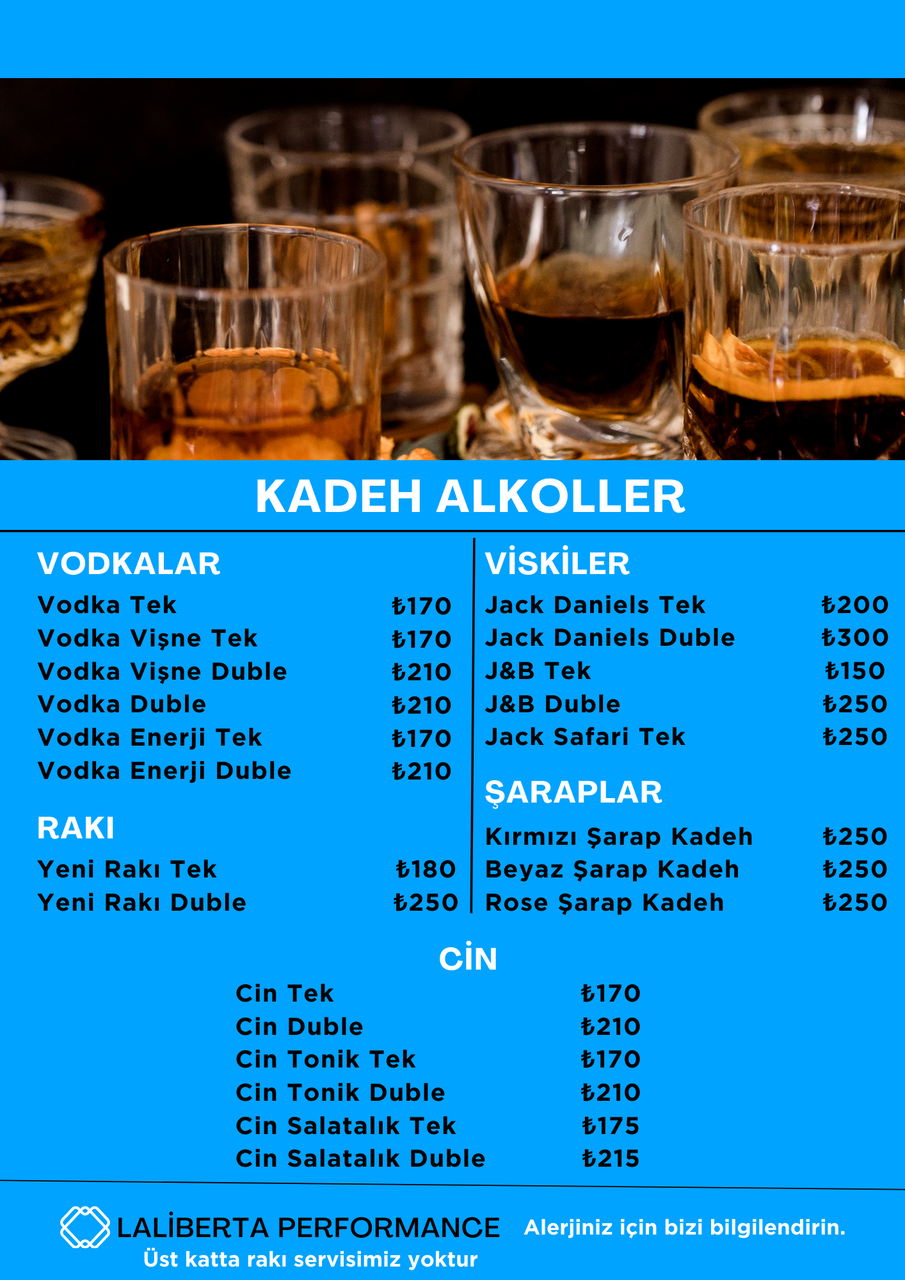 KADEH ALKOLLER
VODKALAR
Vodka Tek ₺170
Vodka Vişne Tek ₺170
Vodka Vişne Duble ₺210
Vodka Duble ₺210
Vodka Enerji Tek ₺170
Vodka Enerji Duble ₺210
RAKI
Yeni Rakı Tek ₺180
Yeni Rakı Duble ₺250
VİSKİLER
Jack Daniels Tek ₺200
Jack Daniels Duble ₺300
J&B Tek ₺150
J&B Duble ₺250
Jack Safari Tek ₺250
ŞARAPLAR
Kırmızı Şarap Kadeh ₺250
Beyaz Şarap Kadeh ₺250
Rose Şarap Kadeh ₺250
CİN
Cin Tek ₺170
Cin Duble ₺210
Cin Tonik Tek ₺170
Cin Tonik Duble ₺210
Cin Salatalık Tek ₺175
Cin Salatalık Duble ₺215
LALİBERTA PERFORMANCE
Alerjiniz için bizi bilgilendirin.
Üst katta rakı servisimiz yoktur